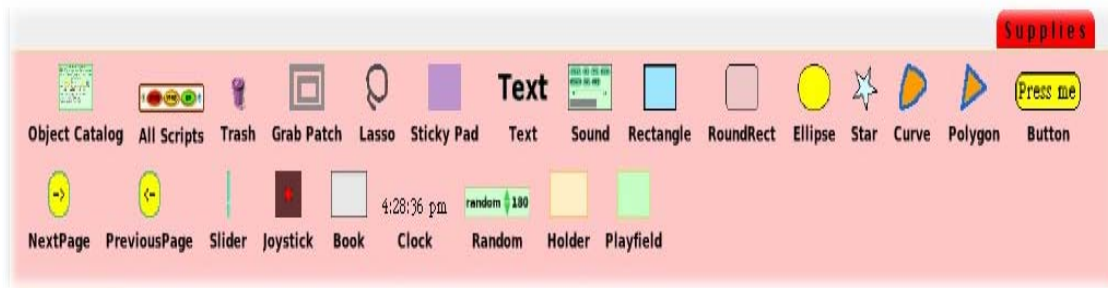 Supplies
Text
Press me
Object Catalog All Scripts Trash Grab Patch Lasso Sticky Pad Text Sound Rectangle RoundRect Ellipse Star Curve Polygon Button
=> <= 4:28:36 pm random 180
NextPage PreviousPage Slider Joystick Book Clock Random Holder Playfield